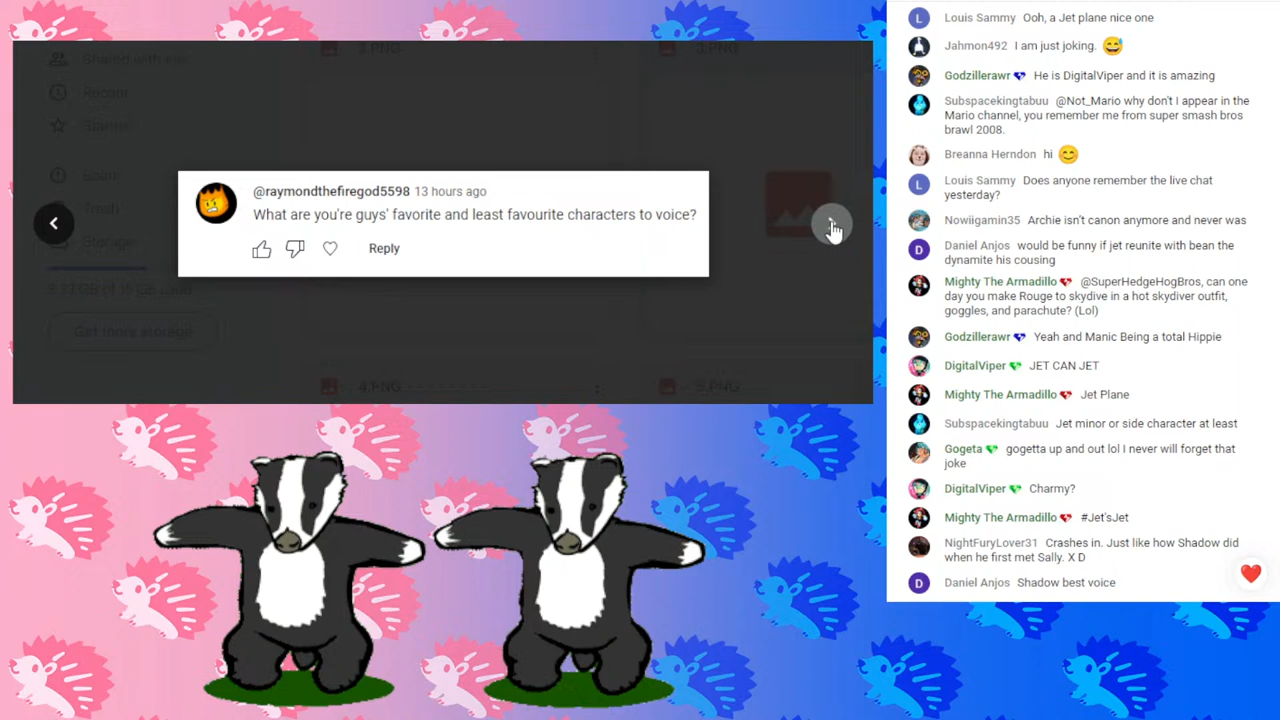 3.PNG
3.PNG
Shared with me
Recent
Starred
Spam
Trash
Storage
Get more storage
4.PNG
5.PNG
@raymondthefiregod5598 13 hours ago
What are you're guys' favorite and least favourite characters to voice?
Reply
L Louis Sammy Ooh, a Jet plane nice one
Jahmon492 I am just joking. 😅
Godzillerawr He is DigitalViper and it is amazing
Subspacekingtabuu @Not_Mario why don't I appear in the
Mario channel, you remember me from super smash bros
brawl 2008.
Breanna Herndon hi 😊
L Louis Sammy Does anyone remember the live chat
yesterday?
Nowiigamin35 Archie isn't canon anymore and never was
D Daniel Anjos would be funny if jet reunite with bean the
dynamite his cousing
Mighty The Armadillo @SuperHedgeHogBros, can one
day you make Rouge to skydive in a hot skydiver outfit,
goggles, and parachute? (Lol)
Godzillerawr Yeah and Manic Being a total Hippie
DigitalViper JET CAN JET
Mighty The Armadillo Jet Plane
Subspacekingtabuu Jet minor or side character at least
Gogeta gogetta up and out lol I never will forget that
joke
DigitalViper Charmy?
Mighty The Armadillo #Jet'sJet
NightFuryLover31 Crashes in. Just like how Shadow did
when he first met Sally. X D
D Daniel Anjos Shadow best voice